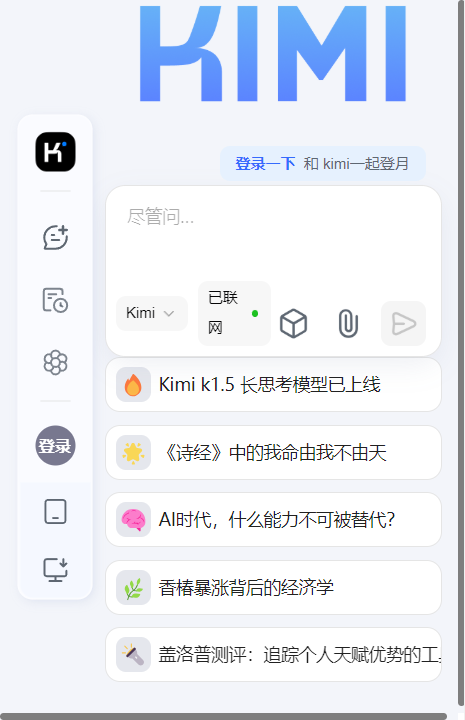 KIMI
登录一下 和 kimi一起登月
尽管问...
Kimi
已联
网
Kimi k1.5 长思考模型已上线
登录
《诗经》中的我命由我不由天
AI时代，什么能力不可被替代?
香椿暴涨背后的经济学
盖洛普测评：追踪个人天赋优势的工